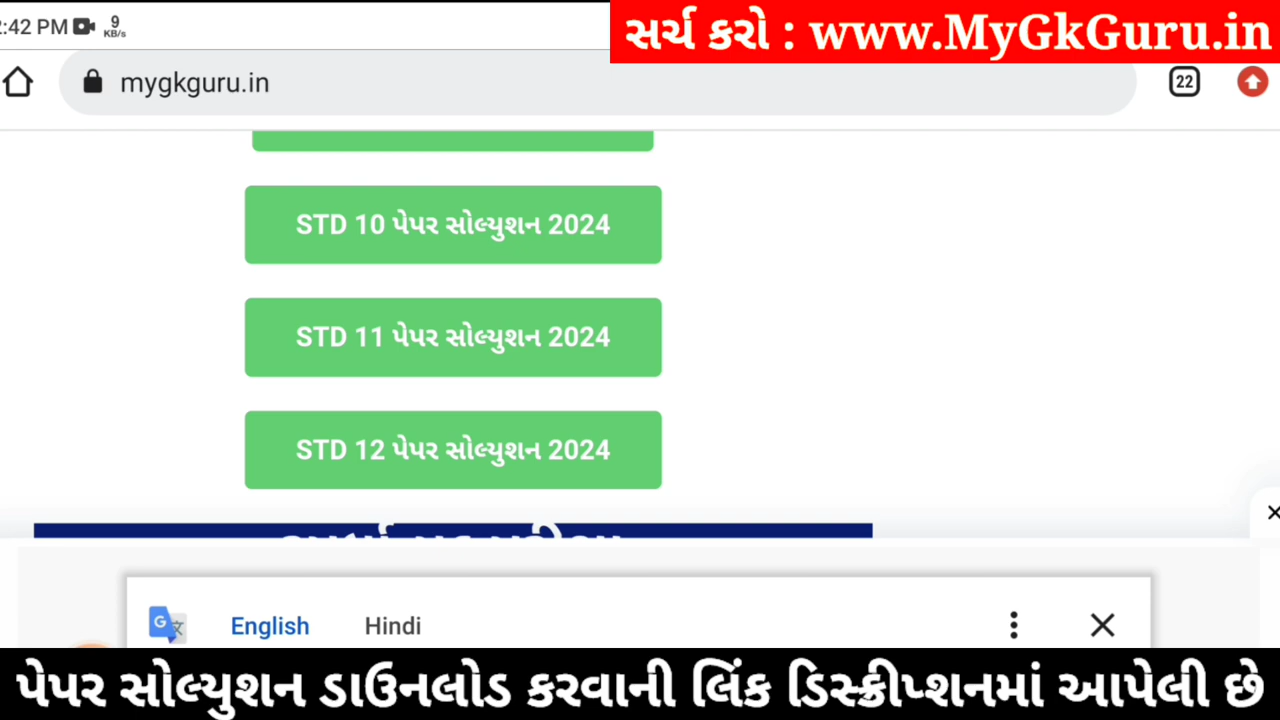 :42 PM 9 KB/s
સર્ચ કરો : www.MyGkGuru.in
mygkguru.in 22
STD 10 પેપર સોલ્યુશન 2024
STD 11 પેપર સોલ્યુશન 2024
STD 12 પેપર સોલ્યુશન 2024
English Hindi
પેપર સોલ્યુશન ડાઉનલોડ કરવાની લિંક ડિસ્ક્રીપ્શનમાં આપેલી છે